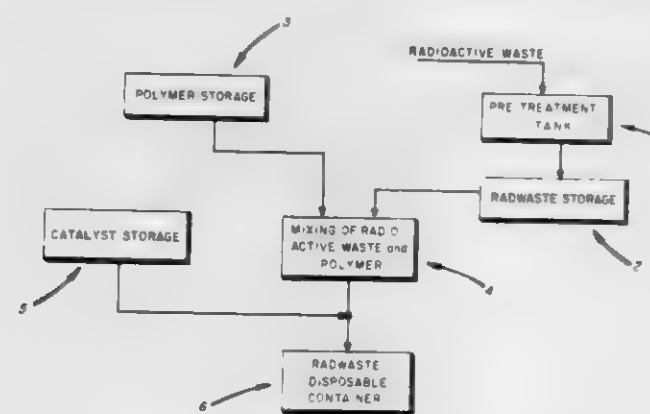 3
RADIOACTIVE WASTE
POLYMER STORAGE
PRE TREATMENT
TANK
RADWASTE STORAGE
2
CATALYST STORAGE
5
MIXING OF RADIO
ACTIVE WASTE and
POLYMER
4
RADWASTE
DISPOSABLE
CONTAINER
6